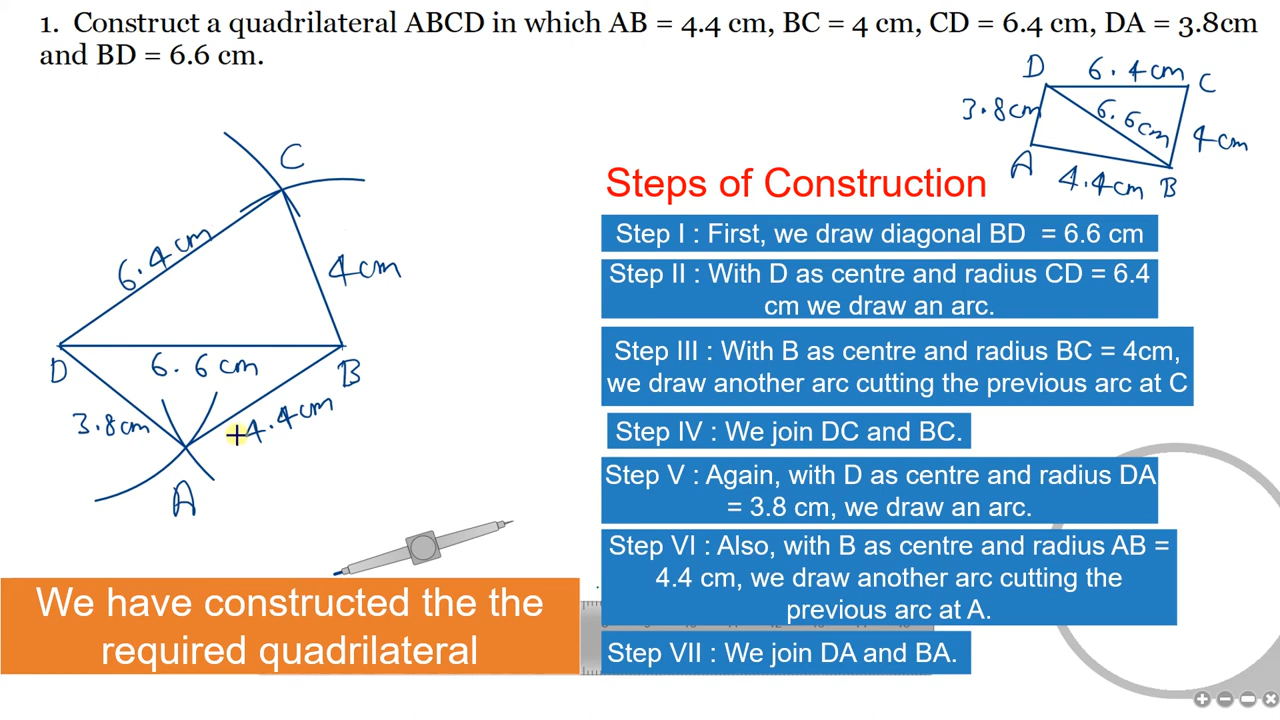 1. Construct a quadrilateral ABCD in which AB = 4.4 cm, BC = 4 cm, CD = 6.4 cm, DA = 3.8cm
and BD = 6.6 cm.
D 6.4cm C
3.8cm 6.6cm 4cm
A 4.4cm B
C
6.4cm 4cm
D 6.6cm B
3.8cm 4.4cm
A
Steps of Construction
Step I : First, we draw diagonal BD = 6.6 cm
Step II : With D as centre and radius CD = 6.4
cm we draw an arc.
Step III : With B as centre and radius BC = 4cm,
we draw another arc cutting the previous arc at C
Step IV : We join DC and BC.
Step V : Again, with D as centre and radius DA
= 3.8 cm, we draw an arc.
Step VI : Also, with B as centre and radius AB =
4.4 cm, we draw another arc cutting the
previous arc at A.
Step VII : We join DA and BA.
We have constructed the the
required quadrilateral